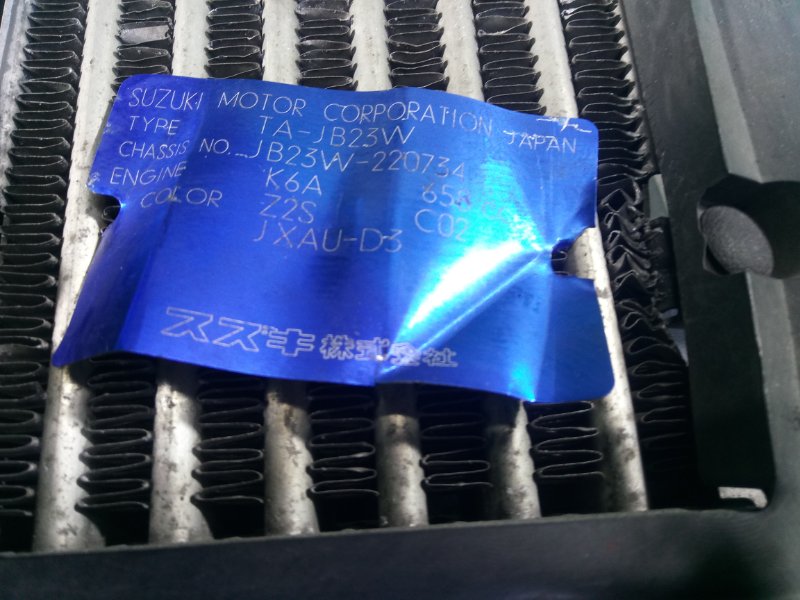 SUZUKI MOTOR CORPORATION JAPAN
TYPE TA-JB23W
CHASSIS NO. JB23W-220734
ENGINE K6A
COLOR Z2S C02
JXAU-D3
スズキ株式会社